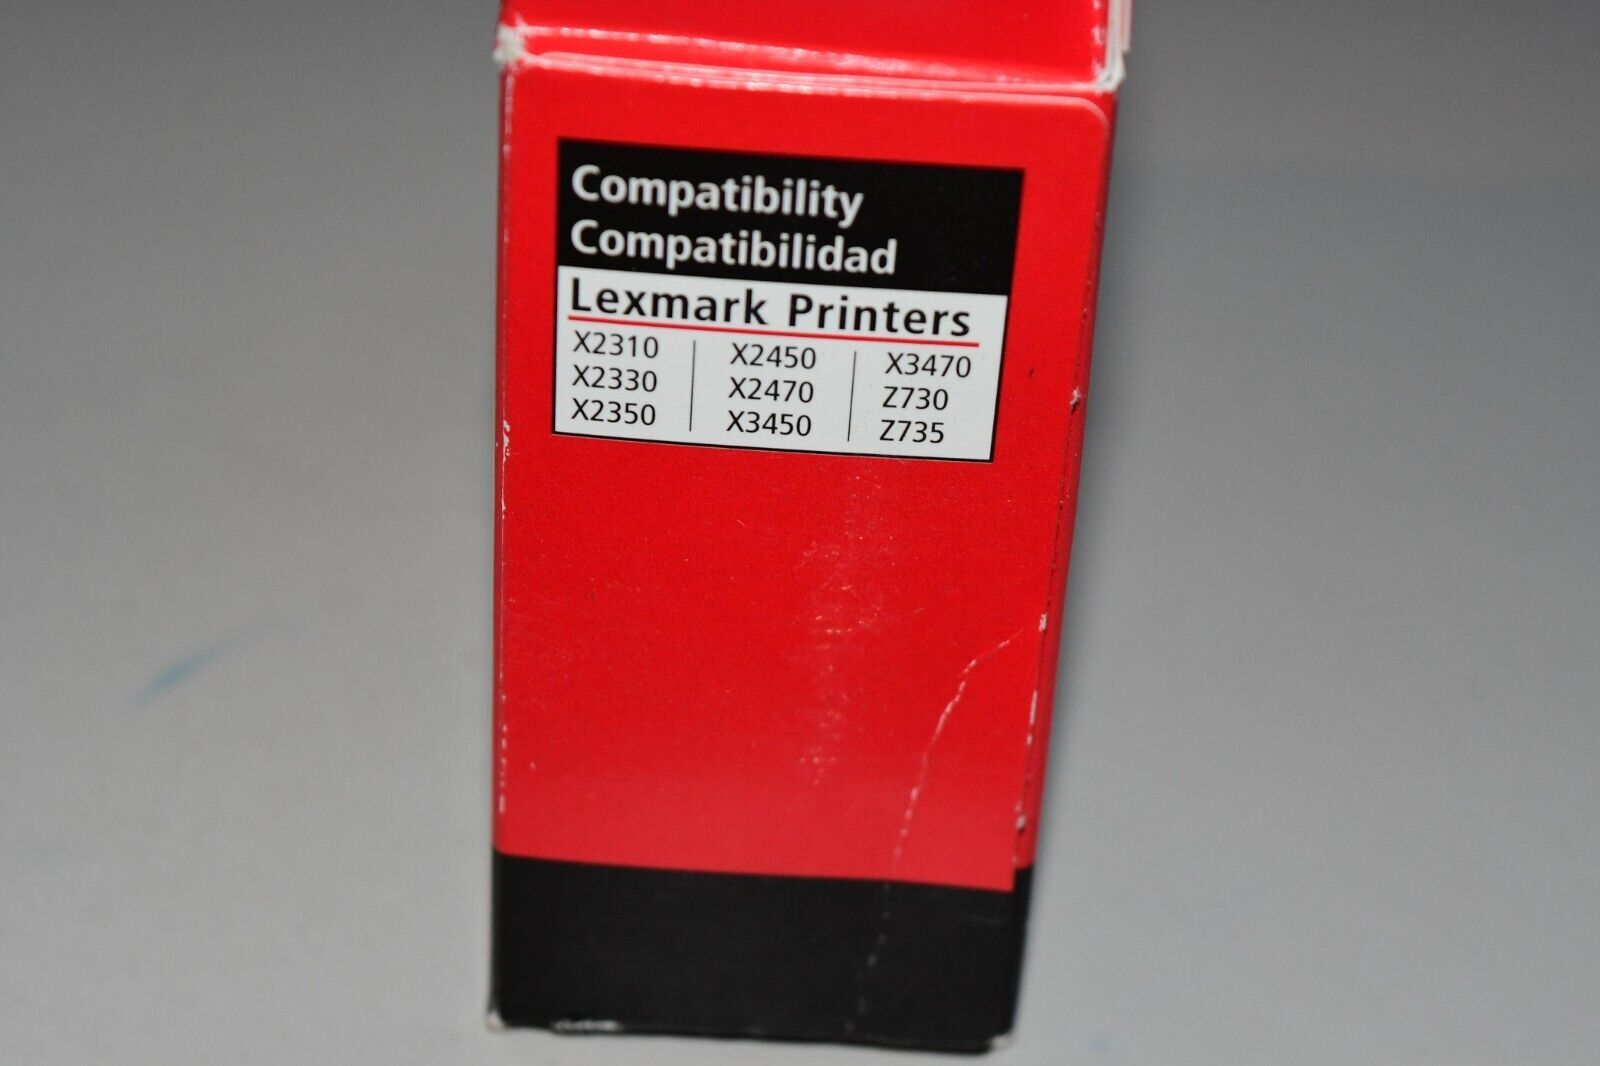 Compatibility
Compatibilidad
Lexmark Printers
X2310 X2450 X3470
X2330 X2470 Z730
X2350 X3450 Z735